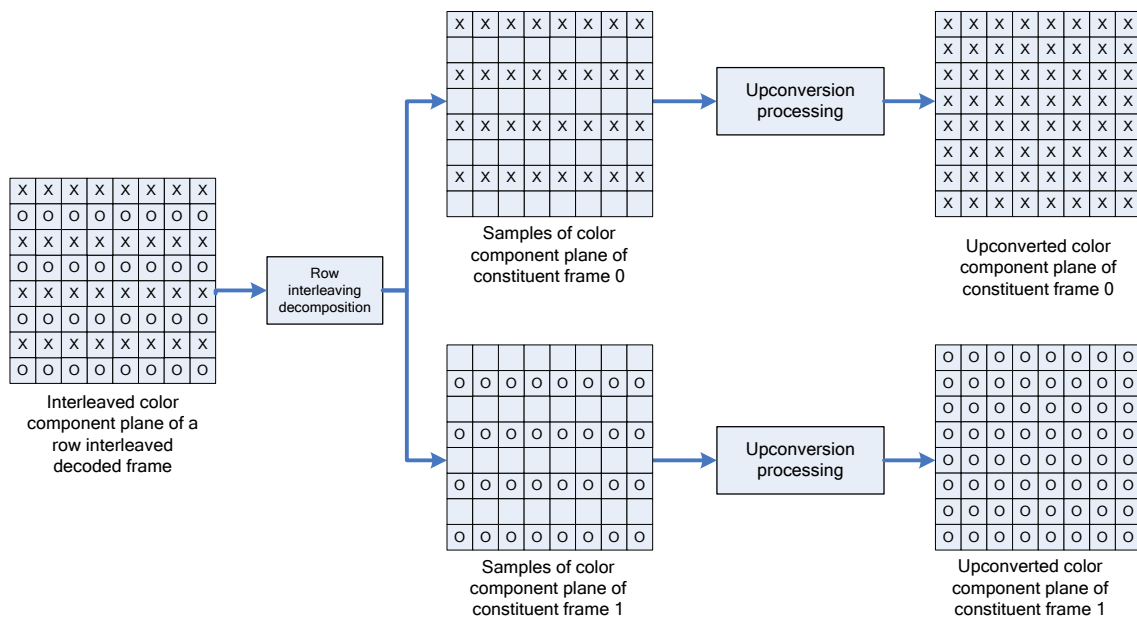 X X X X X X X X
X X X X X X X X
X X X X X X X X
X X X X X X X X
Samples of color
component plane of
constituent frame 0
Upconversion
processing
X X X X X X X X
X X X X X X X X
X X X X X X X X
X X X X X X X X
X X X X X X X X
X X X X X X X X
X X X X X X X X
X X X X X X X X
Upconverted color
component plane of
constituent frame 0
X X X X X X X X
O O O O O O O O
X X X X X X X X
O O O O O O O O
X X X X X X X X
O O O O O O O O
X X X X X X X X
O O O O O O O O
Interleaved color
component plane of a
row interleaved
decoded frame
Row
interleaving
decomposition
O O O O O O O O
O O O O O O O O
O O O O O O O O
O O O O O O O O
Samples of color
component plane of
constituent frame 1
Upconversion
processing
O O O O O O O O
O O O O O O O O
O O O O O O O O
O O O O O O O O
O O O O O O O O
O O O O O O O O
O O O O O O O O
O O O O O O O O
Upconverted color
component plane of
constituent frame 1